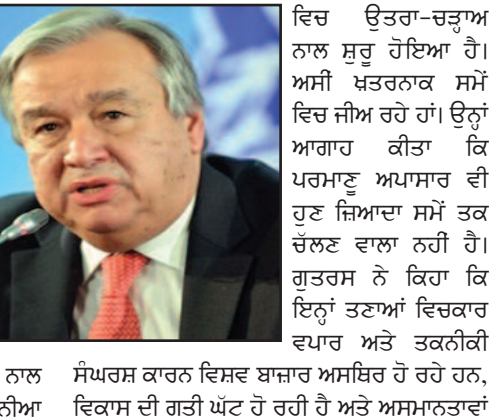 ਵਿਚ ਉਤਰਾ-ਚੜ੍ਹਾਅ
ਨਾਲ ਸ਼ੁਰੂ ਹੋਇਆ ਹੈ।
ਅਸੀਂ ਖ਼ਤਰਨਾਕ ਸਮੇਂ
ਵਿਚ ਜੀਅ ਰਹੇ ਹਾਂ। ਉਨ੍ਹਾਂ
ਆਗਾਹ ਕੀਤਾ ਕਿ
ਪਰਮਾਣੂ ਅਪਾਸਾਰ ਵੀ
ਹੁਣ ਜ਼ਿਆਦਾ ਸਮੇਂ ਤਕ
ਚੱਲਣ ਵਾਲਾ ਨਹੀਂ ਹੈ।
ਗੁਤਰਸ ਨੇ ਕਿਹਾ ਕਿ
ਇਨ੍ਹਾਂ ਤਣਾਆਂ ਵਿਚਕਾਰ
ਵਪਾਰ ਅਤੇ ਤਕਨੀਕੀ
ਸੰਘਰਸ਼ ਕਾਰਨ ਵਿਸ਼ਵ ਬਾਜ਼ਾਰ ਅਸਥਿਰ ਹੋ ਰਹੇ ਹਨ,
ਵਿਕਾਸ ਦੀ ਗਤੀ ਘੱਟ ਹੋ ਰਹੀ ਹੈ ਅਤੇ ਅਸਮਾਨਤਾਵਾਂ
ਨਾਲ
ਨੀਆ